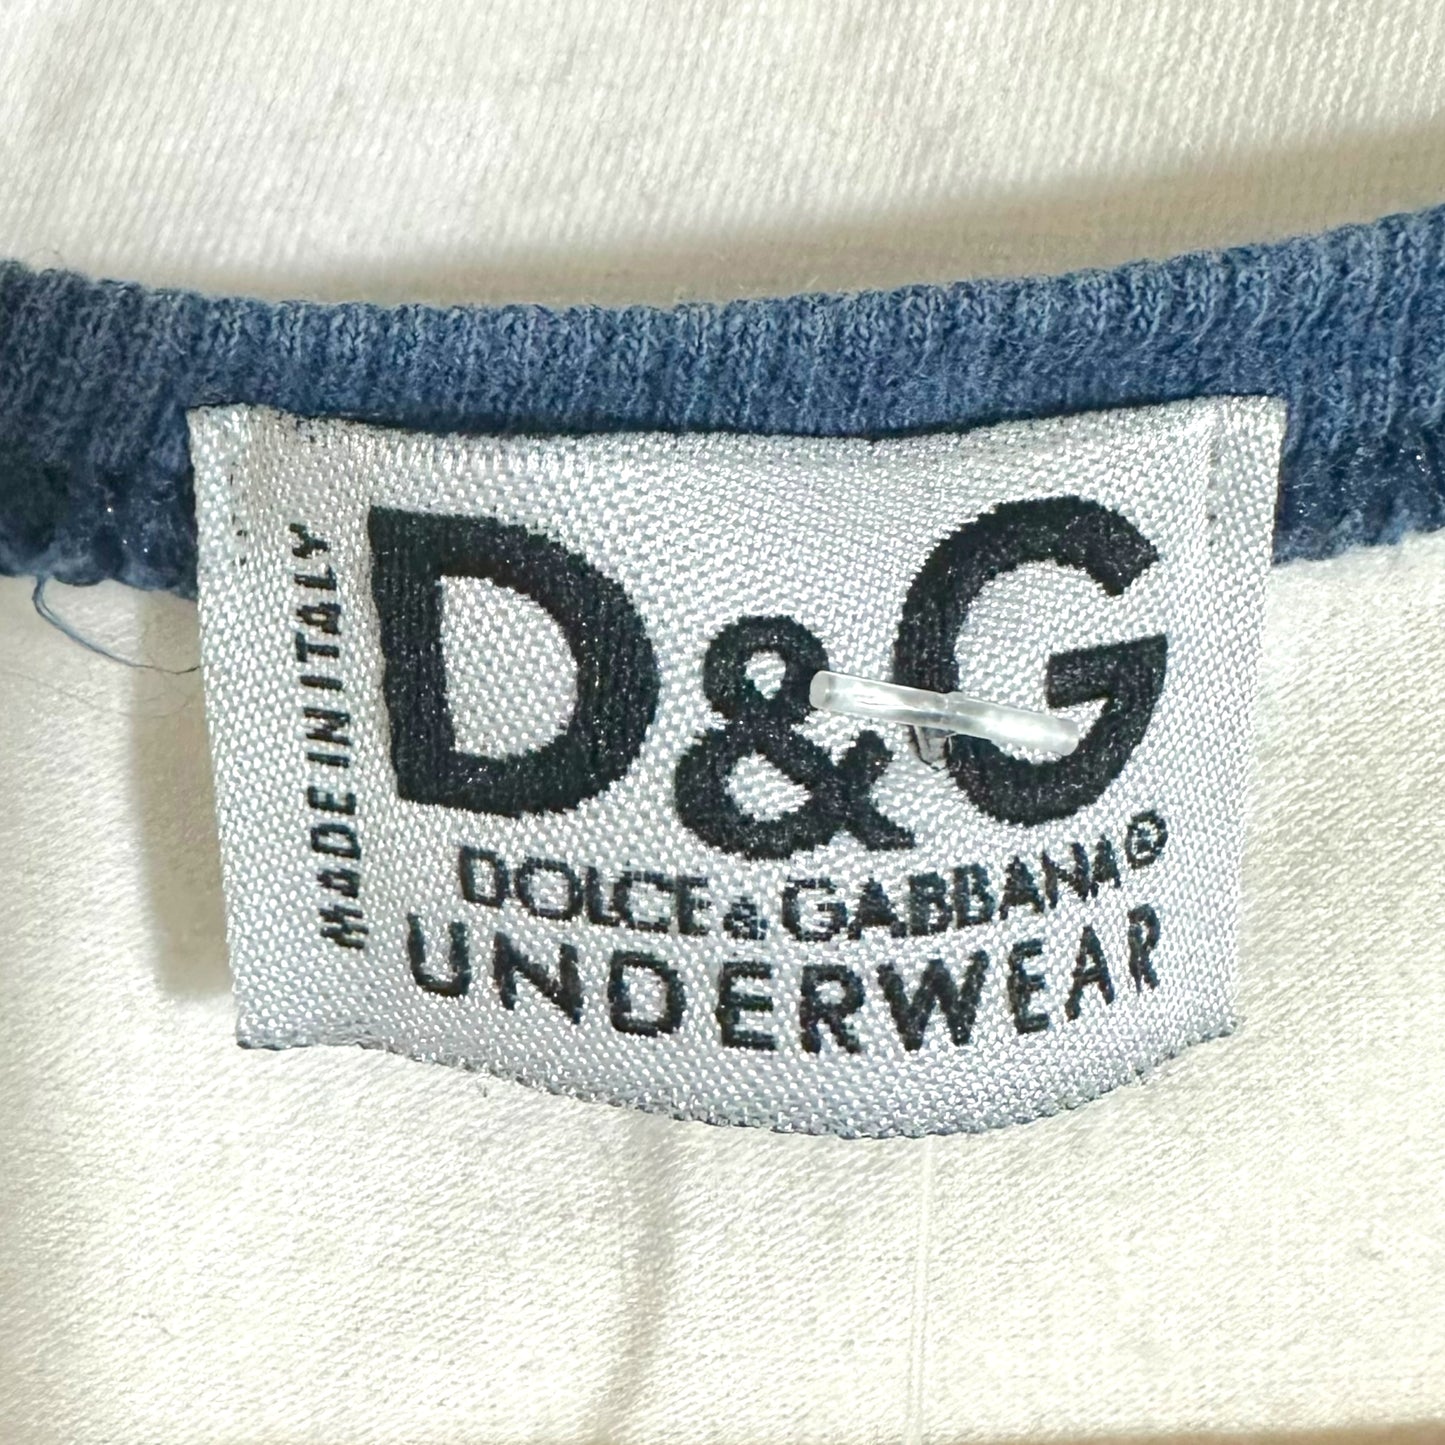 MADE IN ITALY
D&G
DOLCE & GABBANA®
UNDERWEAR